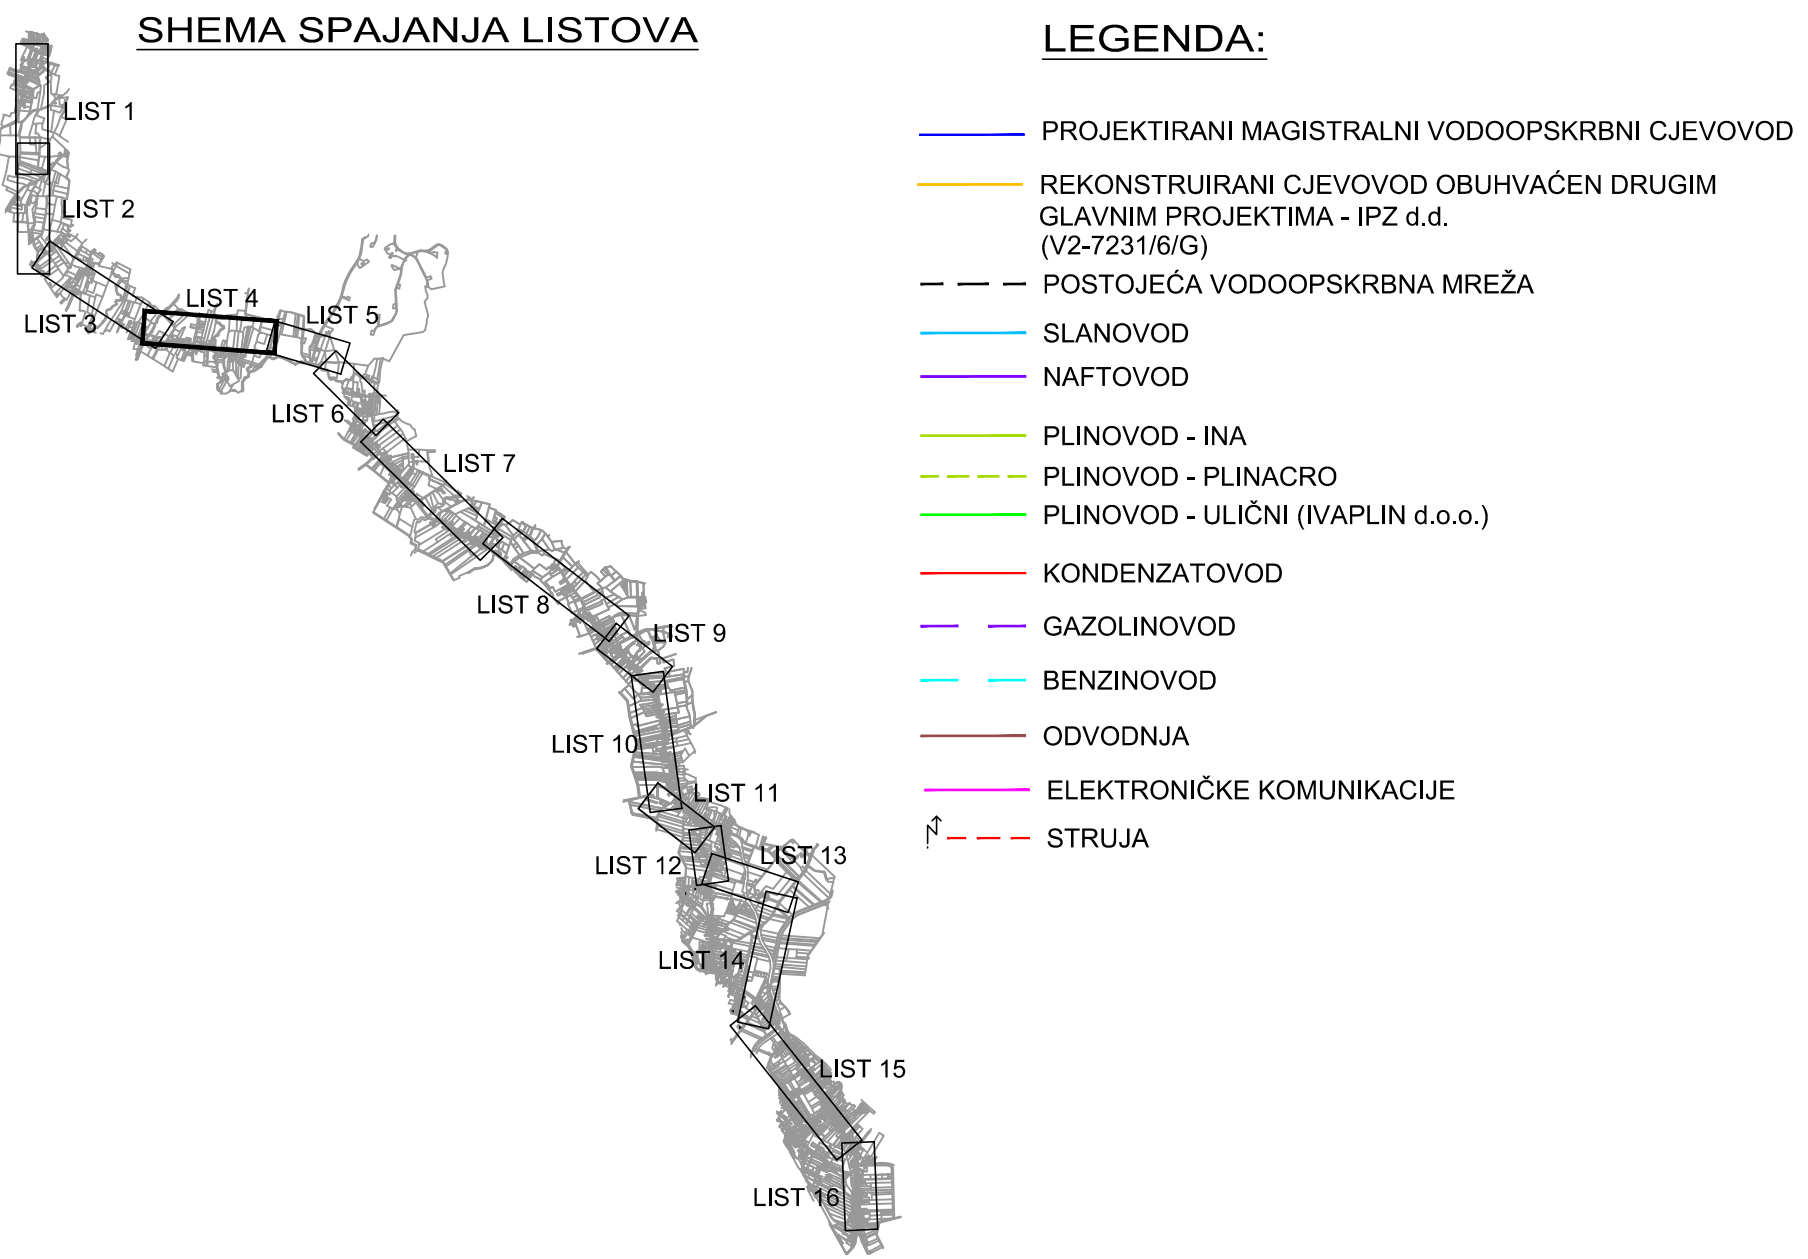 SHEMA SPAJANJA LISTOVA
LIST 1
LIST 2
LIST 3
LIST 4
LIST 5
LIST 6
LIST 7
LIST 8
LIST 9
LIST 10
LIST 11
LIST 12
LIST 13
LIST 14
LIST 15
LIST 16
LEGENDA:
PROJEKTIRANI MAGISTRALNI VODOOPSKRBNI CJEVOVOD
REKONSTRUIRANI CJEVOVOD OBUHVAĆEN DRUGIM
GLAVNIM PROJEKTIMA - IPZ d.d.
(V2-7231/6/G)
POSTOJEĆA VODOOPSKRBNA MREŽA
SLANOVOD
NAFTOVOD
PLINOVOD - INA
PLINOVOD - PLINACRO
PLINOVOD - ULIČNI (IVAPLIN d.o.o.)
KONDENZATOVOD
GAZOLINOVOD
BENZINOVOD
ODVODNJA
ELEKTRONIČKE KOMUNIKACIJE
STRUJA